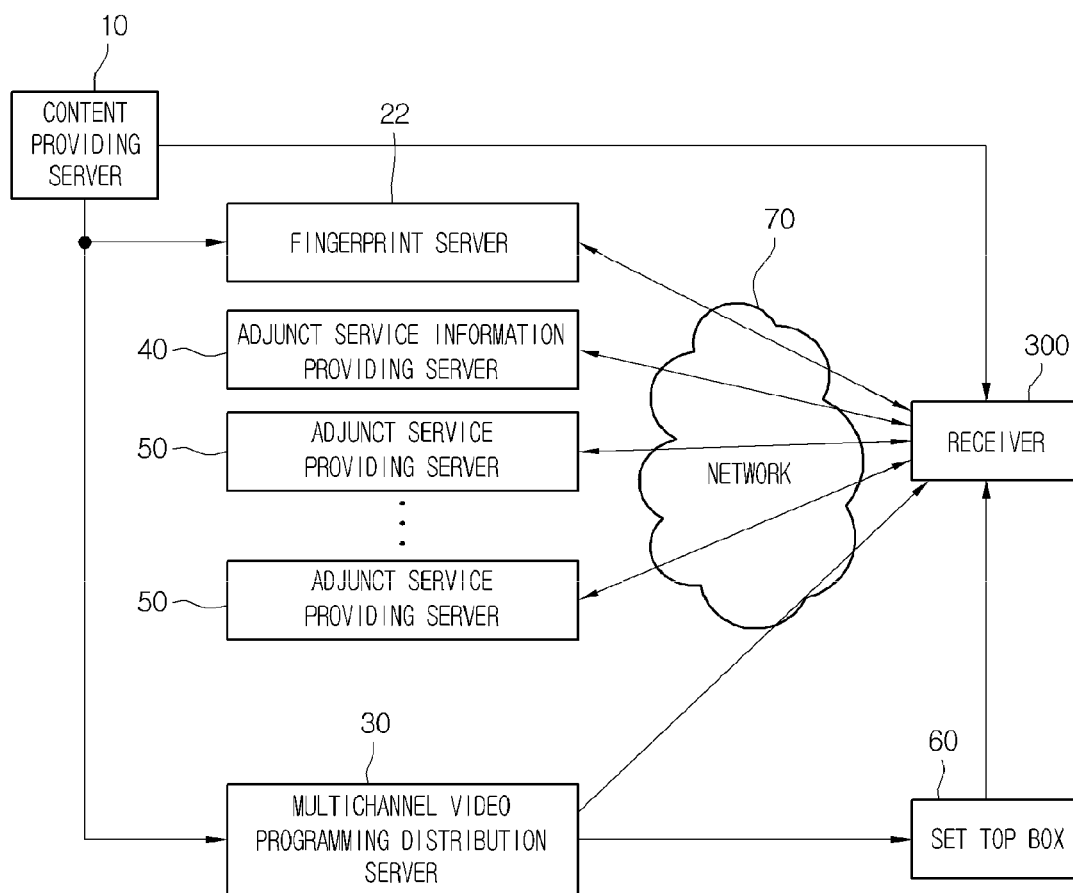 10
CONTENT
PROVIDING
SERVER
22
FINGERPRINT SERVER
70
40
ADJUNCT SERVICE INFORMATION
PROVIDING SERVER
300
RECEIVER
50
ADJUNCT SERVICE
PROVIDING SERVER
NETWORK
50
ADJUNCT SERVICE
PROVIDING SERVER
30
MULTICHANNEL VIDEO
PROGRAMMING DISTRIBUTION
SERVER
60
SET TOP BOX